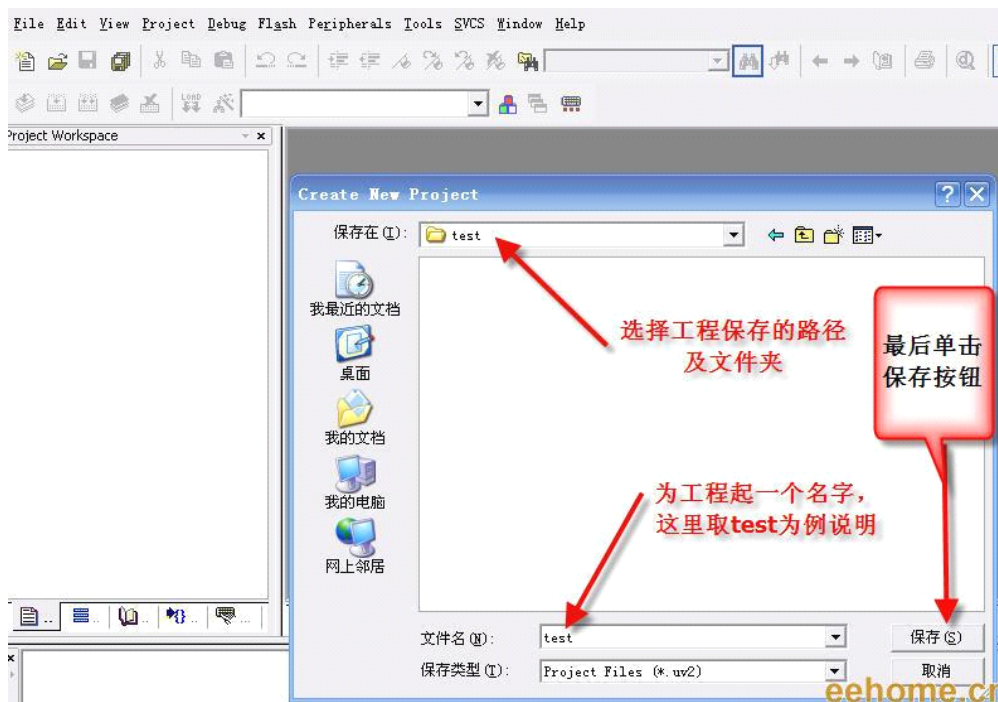 File Edit View Project Debug Flash Peripherals Tools SVCS Window Help
LOAD
Project Workspace
Create New Project
保存在(I):
test
我最近的文档
桌面
我的文档
我的电脑
网上邻居
选择工程保存的路径
及文件夹
最后单击
保存按钮
为工程起一个名字，
这里取test为例说明
文件名(N):
test
保存(S)
保存类型(T):
Project Files (*.uv2)
取消
eehome.cn